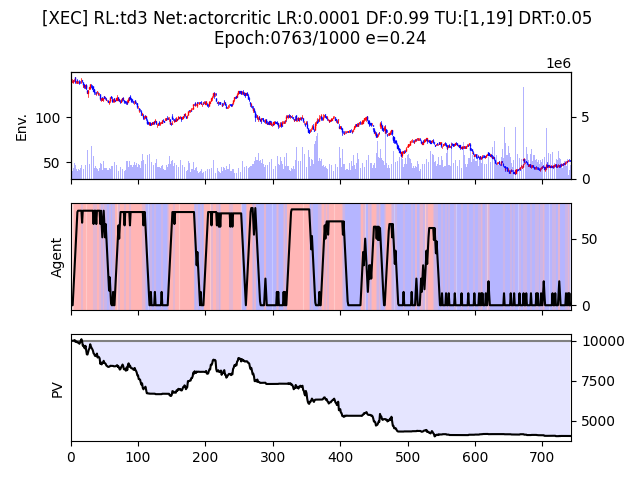 [XEC] RL:td3 Net:actorcritic LR:0.0001 DF:0.99 TU:[1,19] DRT:0.05
Epoch:0763/1000 e=0.24
1e6
Env.
100
50
5
0
Agent
50
0
PV
10000
7500
5000
0 100 200 300 400 500 600 700